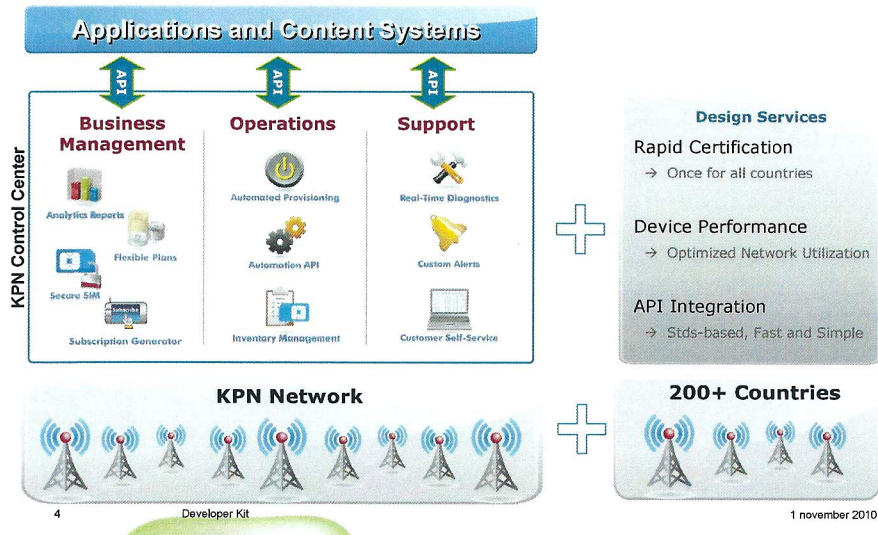 Applications and Content Systems
API
API
API
KPN Control Center
Business
Management
Analytics Reports
Flexible Plans
Secure SIM
Subscribe
Subscription Generator
Operations
Automated Provisioning
Automation API
Inventory Management
Support
Real-Time Diagnostics
Custom Alerts
Customer Self-Service
Design Services
Rapid Certification
→ Once for all countries
Device Performance
→ Optimized Network Utilization
API Integration
→ Stds-based, Fast and Simple
KPN Network
200+ Countries
4
Developer Kit
1 november 2010